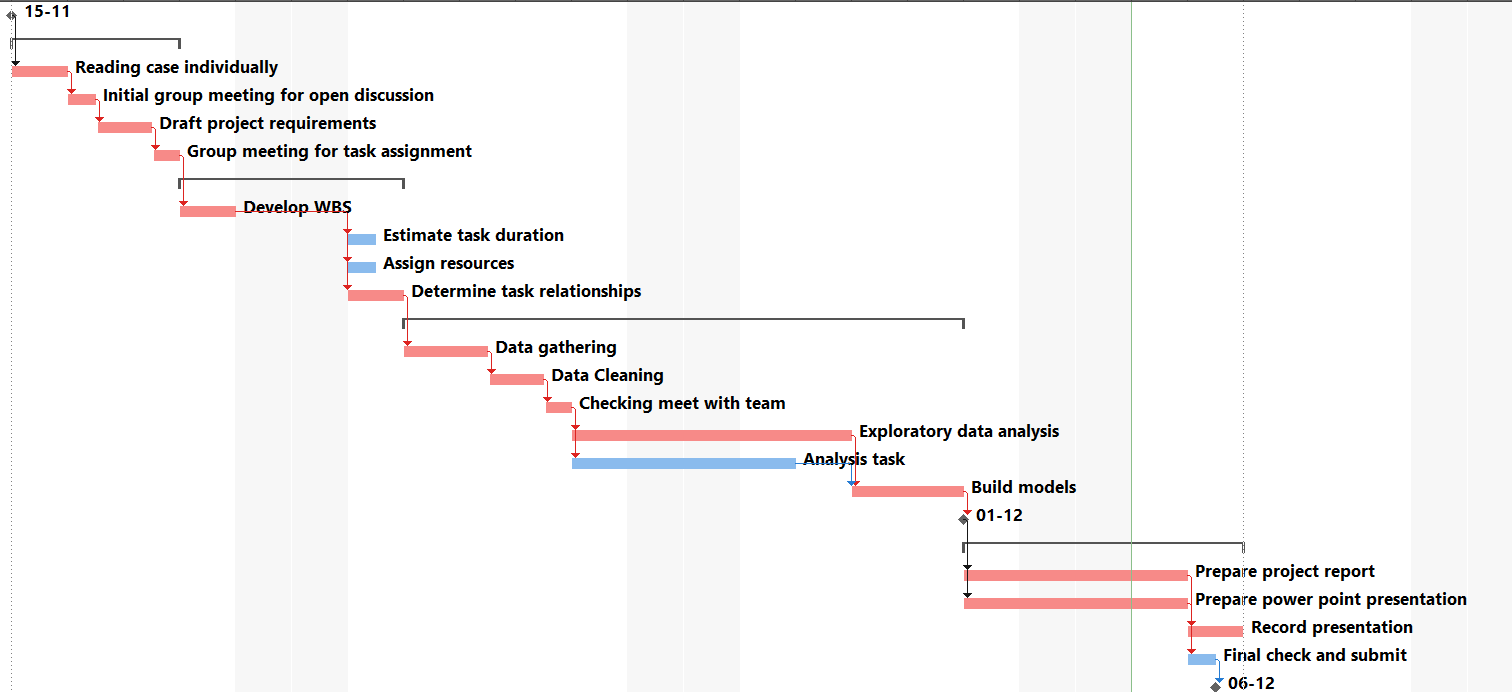 15-11
Reading case individually
Initial group meeting for open discussion
Draft project requirements
Group meeting for task assignment
Develop WBS
Estimate task duration
Assign resources
Determine task relationships
Data gathering
Data Cleaning
Checking meet with team
Exploratory data analysis
Analysis task
Build models
01-12
Prepare project report
Prepare power point presentation
Record presentation
Final check and submit
06-12